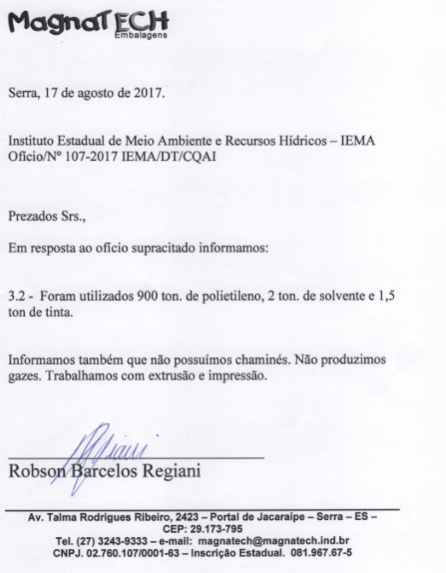 MagnaTECH
Embalagens
Serra, 17 de agosto de 2017.
Instituto Estadual de Meio Ambiente e Recursos Hídricos – IEMA
Ofício/Nº 107-2017 IEMA/DT/CQAI
Prezados Srs.,
Em resposta ao ofício supracitado informamos:
3.2 - Foram utilizados 900 ton. de polietileno, 2 ton. de solvente e 1,5
ton de tinta.
Informamos também que não possuímos chaminés. Não produzimos
gazes. Trabalhamos com extrusão e impressão.
Robson Barcelos Regiani
Av. Talma Rodrigues Ribeiro, 2423 – Portal de Jacaraípe – Serra – ES –
CEP: 29.173-795
Tel. (27) 3243-9333 – e-mail: magnatech@magnatech.ind.br
CNPJ. 02.760.107/0001-63 – Inscrição Estadual. 081.967.67-5